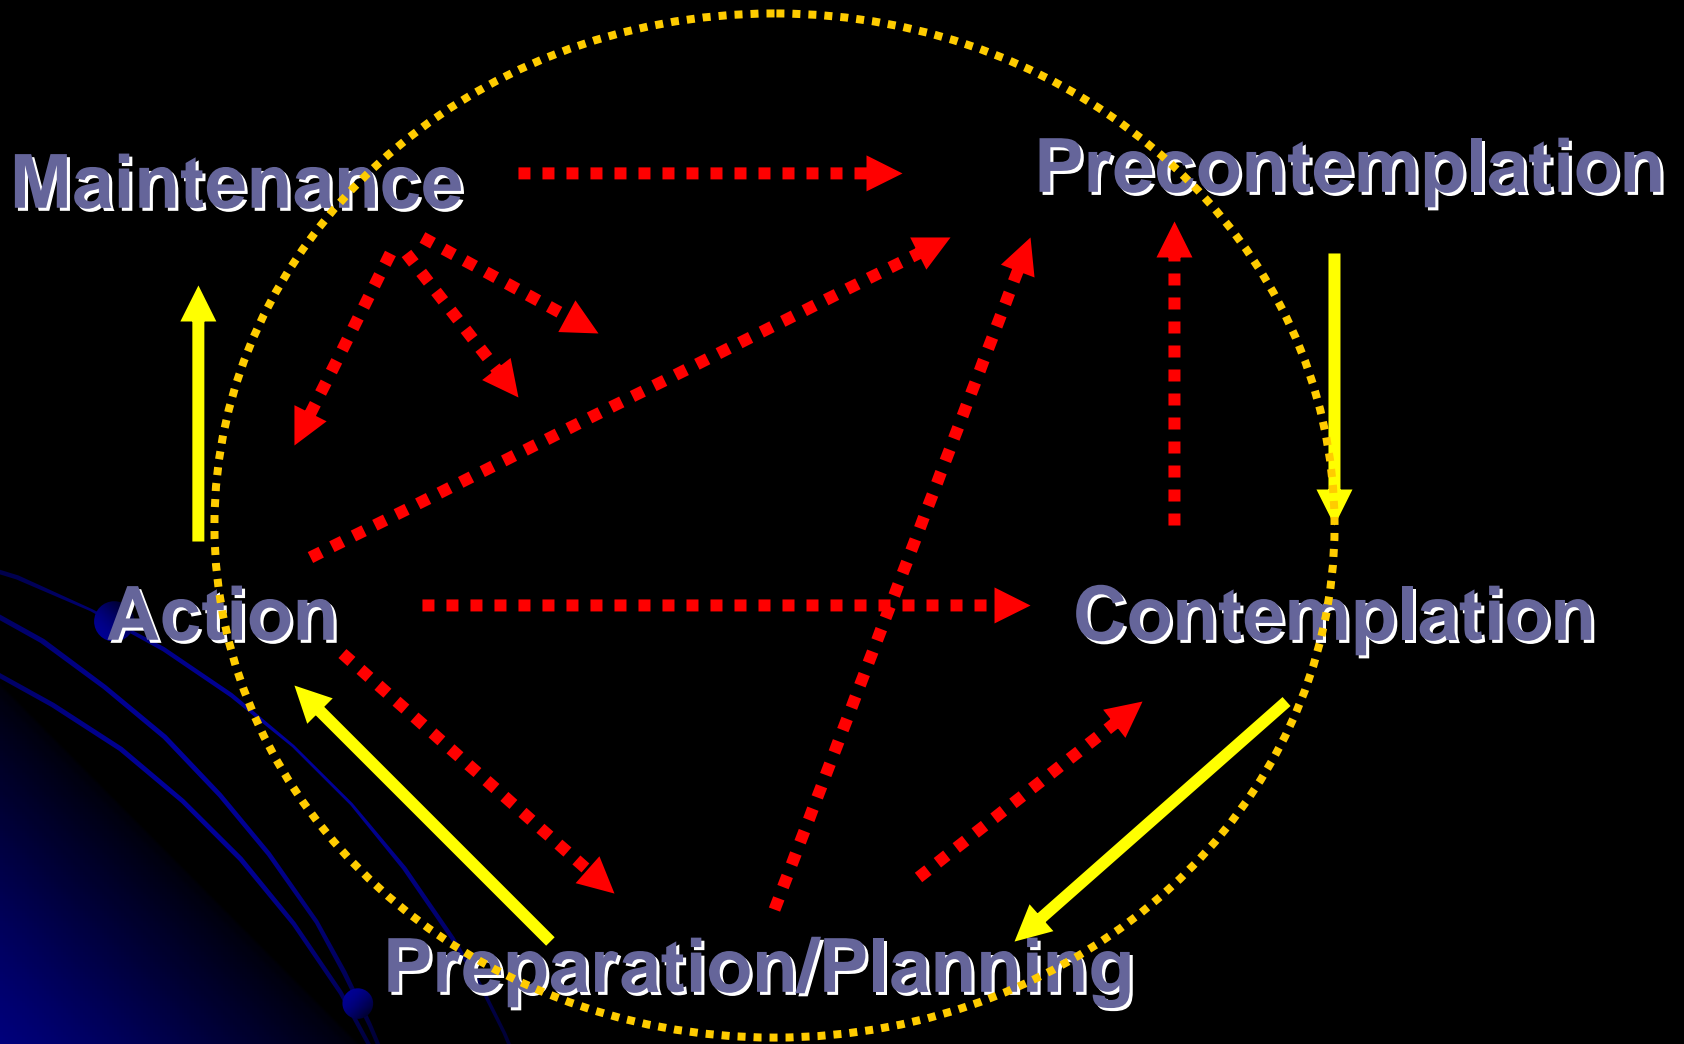 Maintenance
Precontemplation
Action
Contemplation
Preparation/Planning